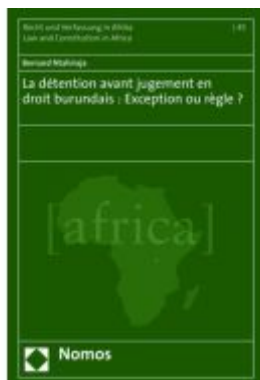 Recht und Verfassung in Afrika
Law and Constitution in Africa
Bernard Ntahiraja
La détention avant jugement en
droit burundais : Exception ou règle ?
[africa]
Nomos